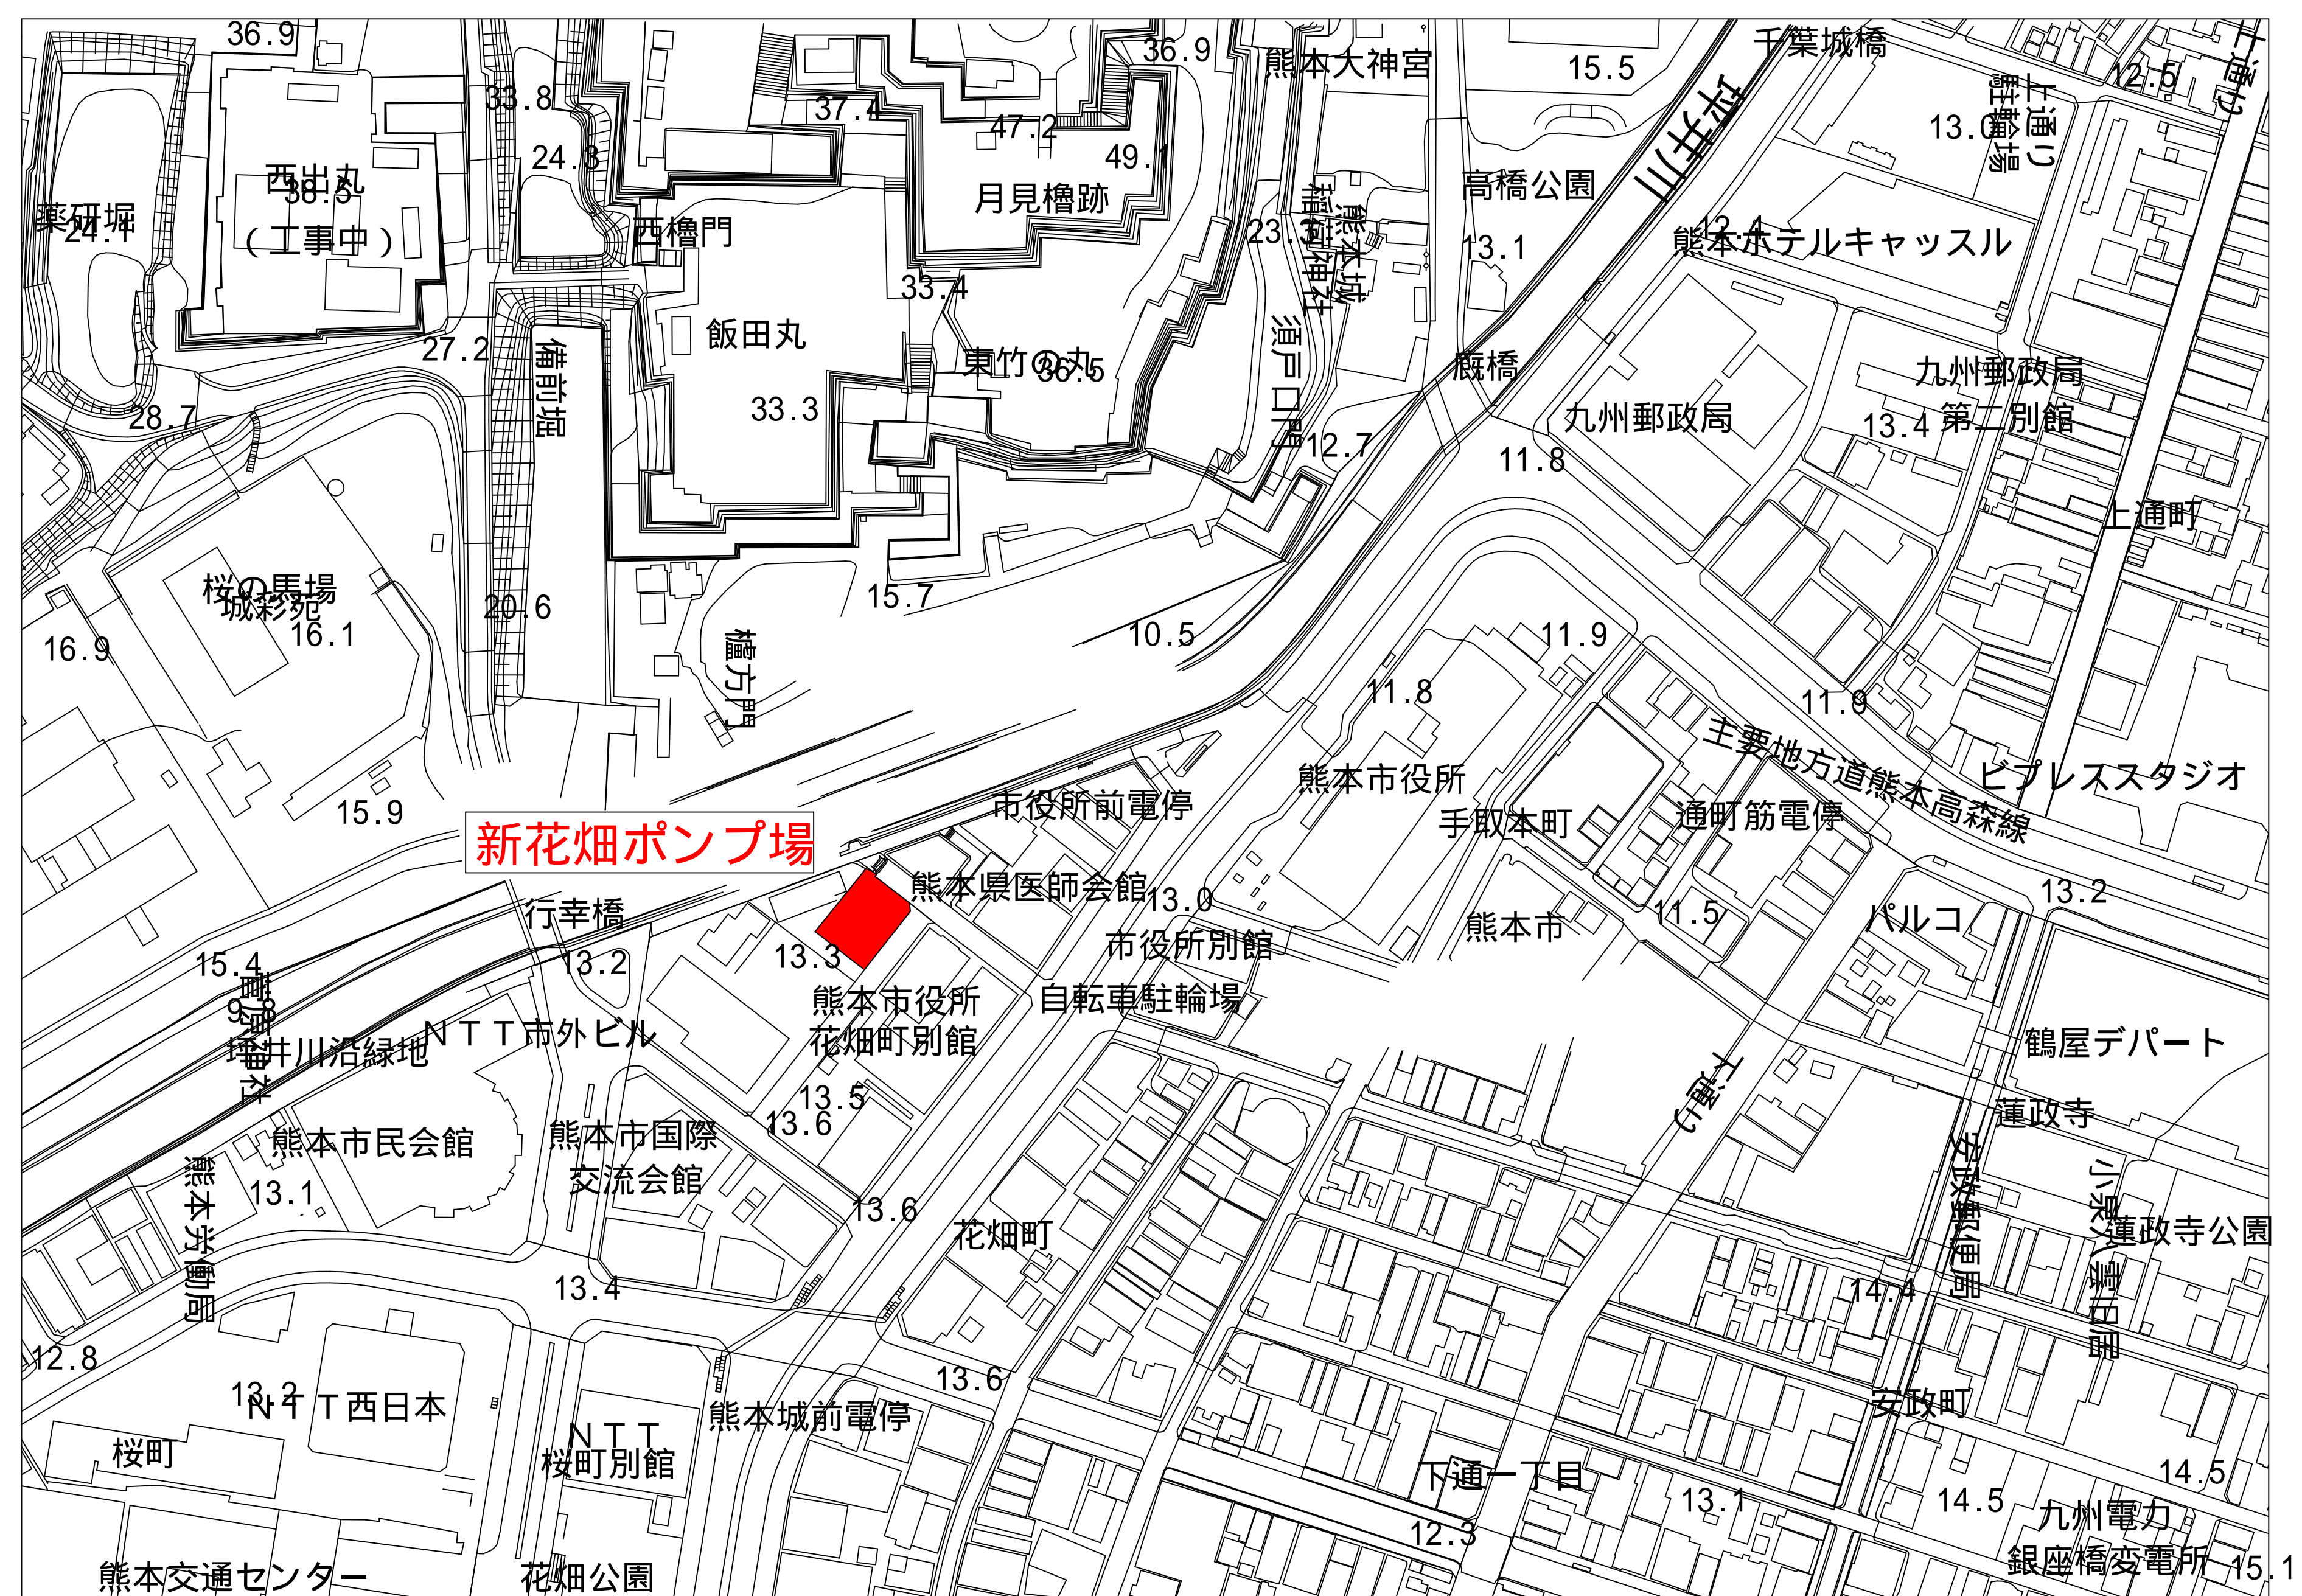 36.9
36.9
熊本大神宮
15.5
千葉城橋
上通り
12.5
33.8
37.4
47.2
坪井川
13.0
上通り
駐輪場
24.3
49.1
西出丸
38.5
（工事中）
薬研堀
24.1
西櫓門
月見櫓跡
23.3
熊本城
稲荷神社
高橋公園
13.1
12.4
熊本ホテルキャッスル
33.4
飯田丸
27.2
備前堀
東竹の丸
36.5
須戸口門
厩橋
九州郵政局
第二別館
13.4
九州郵政局
28.7
33.3
12.7
11.8
上通町
桜の馬場
城彩苑
16.1
16.9
20.6
15.7
10.5
11.9
櫨方門
11.8
11.9
主要地方道熊本高森線
ビプレススタジオ
15.9
新花畑ポンプ場
市役所前電停
熊本市役所
手取本町
通町筋電停
行幸橋
熊本県医師会館
13.0
熊本市
11.5
パルコ
13.2
15.4
13.2
13.3
市役所別館
自転車駐輪場
熊本市役所
花畑町別館
ＮＴＴ市外ビル
坪井川沿緑地
鶴屋デパート
下通り
13.5
13.6
蓮政寺
熊本市民会館
熊本市国際
交流会館
13.1
熊本労働局
13.6
花畑町
安政郵便局
小泉八雲旧居
蓮政寺公園
13.4
14.4
12.8
13.2
ＮＴＴ西日本
13.6
熊本城前電停
安政町
桜町
ＮＴＴ
桜町別館
下通一丁目
13.1
14.5
14.5
九州電力
銀座橋変電所
15.1
12.3
熊本交通センター
花畑公園